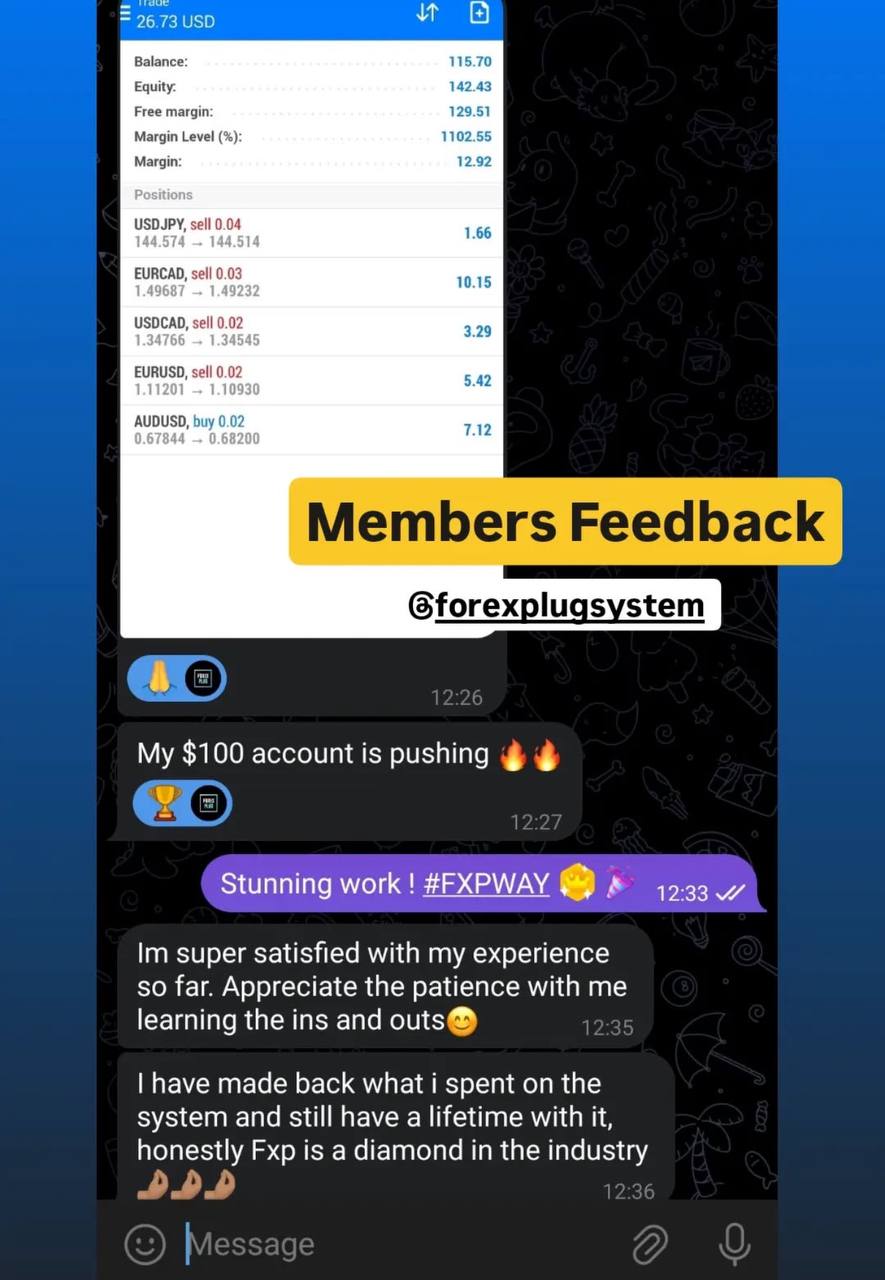 Trade
26.73 USD
Balance: 115.70
Equity: 142.43
Free margin: 129.51
Margin Level (%): 1102.55
Margin: 12.92
Positions
USDJPY, sell 0.04
144.574 → 144.514 1.66
EURCAD, sell 0.03
1.49687 → 1.49232 10.15
USDCAD, sell 0.02
1.34766 → 1.34545 3.29
EURUSD, sell 0.02
1.11201 → 1.10930 5.42
AUDUSD, buy 0.02
0.67844 → 0.68200 7.12
Members Feedback
@forexplugsystem
🙏 FOREX PLUG
12:26
My $100 account is pushing 🔥🔥
🏆 FOREX PLUG
12:27
Stunning work ! #FXPWAY 🎉 12:33
Im super satisfied with my experience
so far. Appreciate the patience with me
learning the ins and outs😊 12:35
I have made back what i spent on the
system and still have a lifetime with it,
honestly Fxp is a diamond in the industry
🤌🏽🤌🏽🤌🏽 12:36
Message